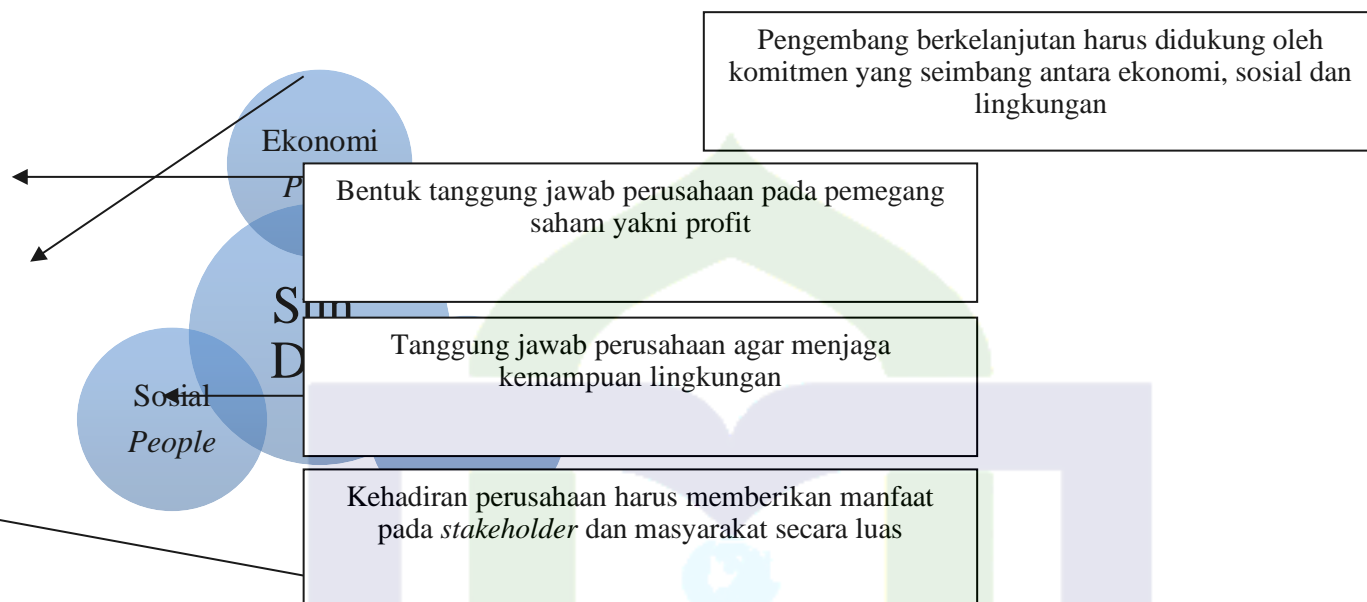 Pengembang berkelanjutan harus didukung oleh
komitmen yang seimbang antara ekonomi, sosial dan
lingkungan
Ekonomi
Bentuk tanggung jawab perusahaan pada pemegang
saham yakni profit
Tanggung jawab perusahaan agar menjaga
kemampuan lingkungan
Sosial
People
Kehadiran perusahaan harus memberikan manfaat
pada stakeholder dan masyarakat secara luas